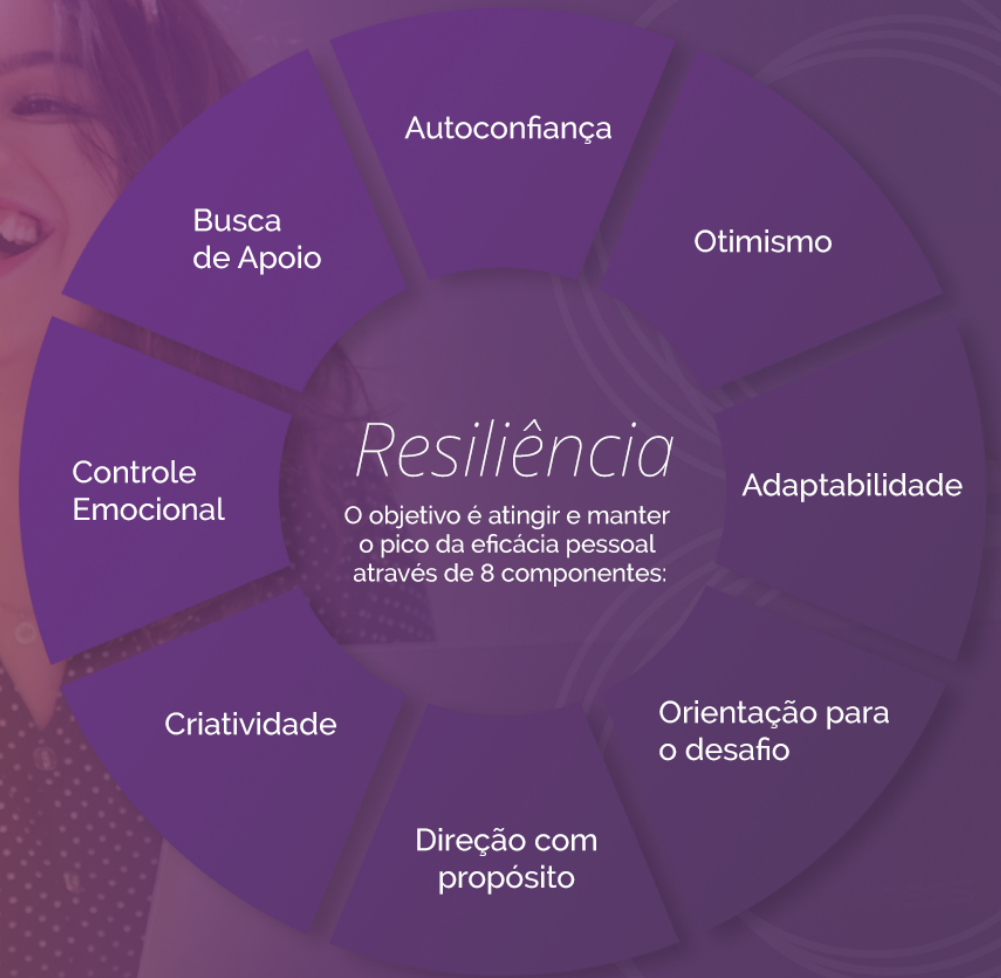 Autoconfiança
Otimismo
Adaptabilidade
Orientação para
o desafio
Direção com
propósito
Criatividade
Controle
Emocional
Busca
de Apoio
Resiliência
O objetivo é atingir e manter
o pico da eficácia pessoal
através de 8 componentes: